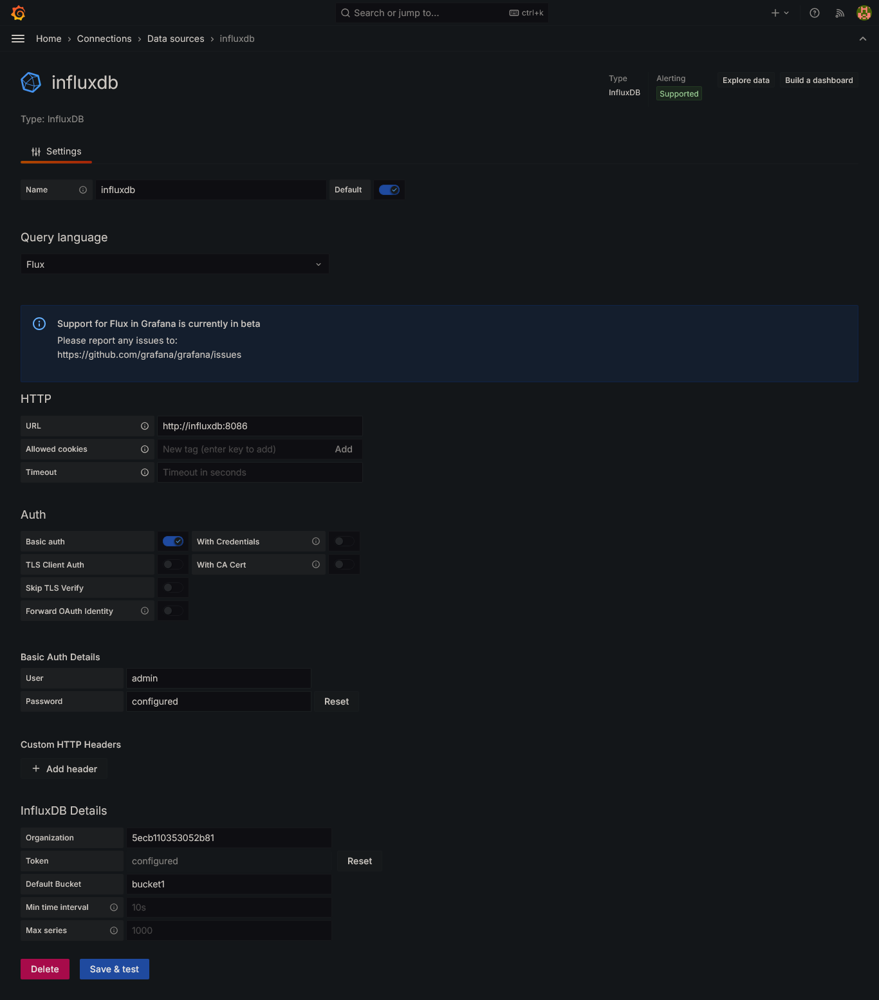 Search or jump to...
ctrl+k
Home > Connections > Data sources > influxdb
influxdb
Type
InfluxDB
Alerting
Supported
Explore data
Build a dashboard
Type: InfluxDB
Settings
Name
influxdb
Default
Query language
Flux
Support for Flux in Grafana is currently in beta
Please report any issues to:
https://github.com/grafana/grafana/issues
HTTP
URL
http://influxdb:8086
Allowed cookies
New tag (enter key to add)
Add
Timeout
Timeout in seconds
Auth
Basic auth
With Credentials
TLS Client Auth
With CA Cert
Skip TLS Verify
Forward OAuth Identity
Basic Auth Details
User
admin
Password
configured
Reset
Custom HTTP Headers
+ Add header
InfluxDB Details
Organization
5ecb110353052b81
Token
configured
Reset
Default Bucket
bucket1
Min time interval
10s
Max series
1000
Delete
Save & test